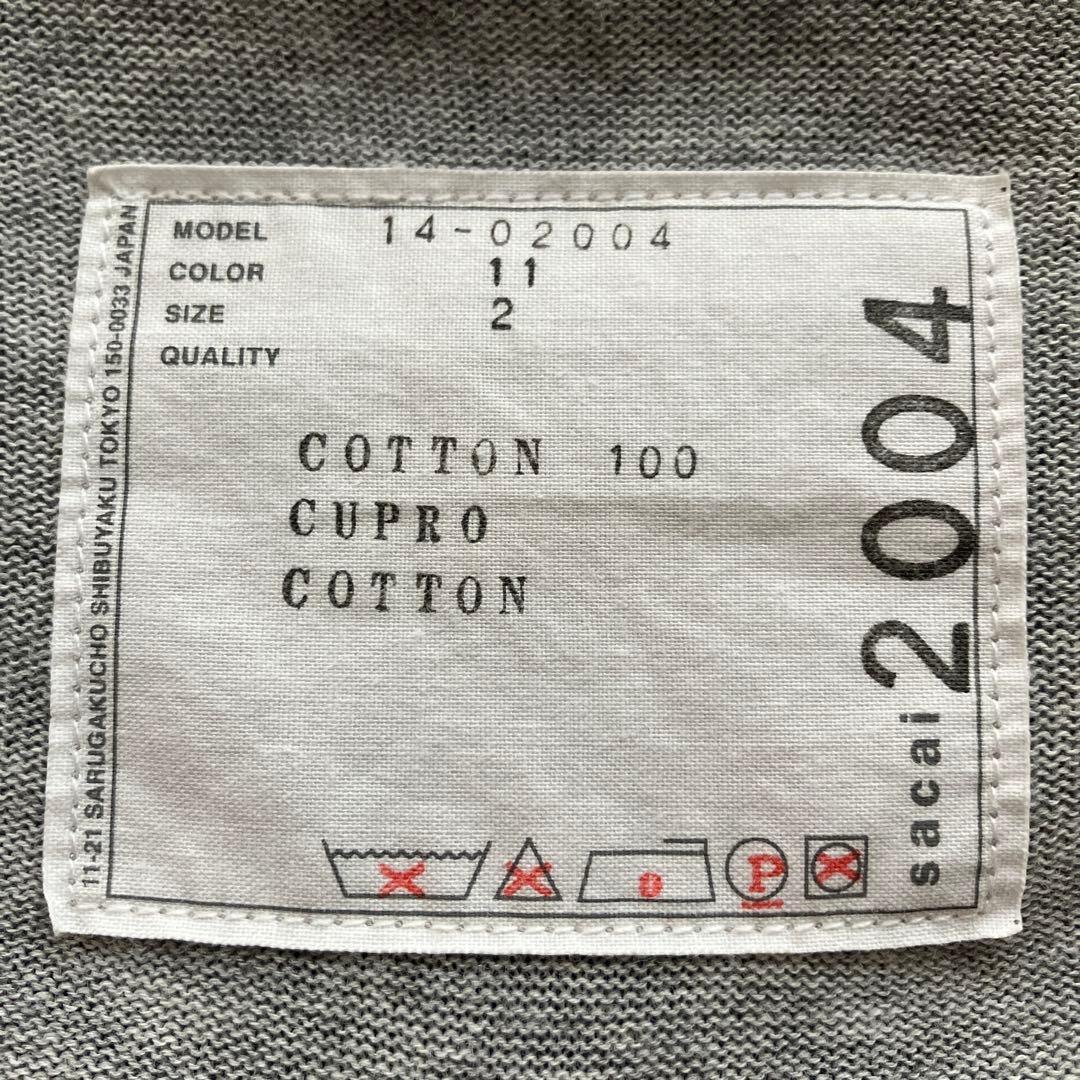 MODEL 14-02004
COLOR 11
SIZE 2
QUALITY
COTTON 100
CUPRO
COTTON
P
sacai 2004
11-21 SARUGAKUCHO SHIBUYAKU TOKYO 150-0033 JAPAN